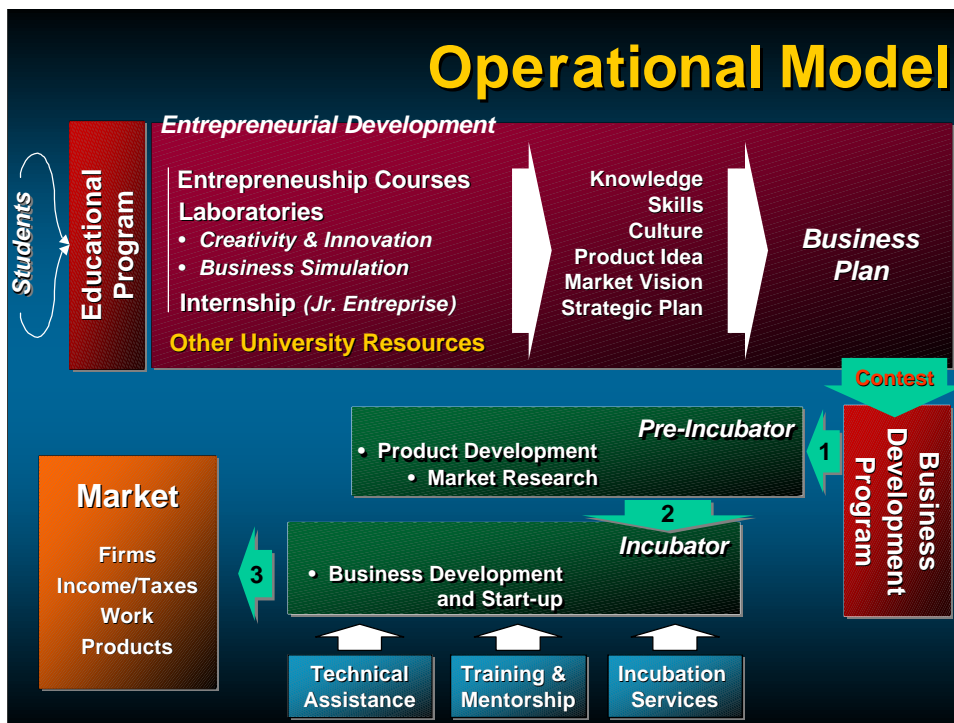 Operational Model
Students
Educational
Program
Entrepreneurial Development
Entrepreneuship Courses
Laboratories
• Creativity & Innovation
• Business Simulation
Internship (Jr. Entreprise)
Other University Resources
Knowledge
Skills
Culture
Product Idea
Market Vision
Strategic Plan
Business
Plan
Contest
Business
Development
Program
1
Pre-Incubator
• Product Development
• Market Research
2
Incubator
• Business Development
and Start-up
3
Market
Firms
Income/Taxes
Work
Products
Technical
Assistance
Training &
Mentorship
Incubation
Services